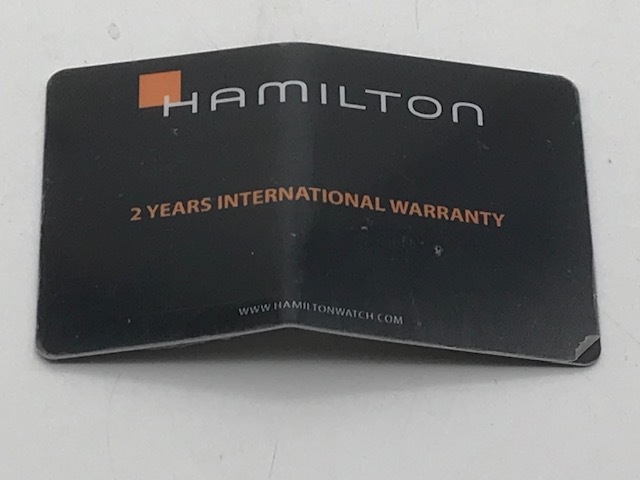 HAMILTON
2 YEARS INTERNATIONAL WARRANTY
WWW.HAMILTONWATCH.COM